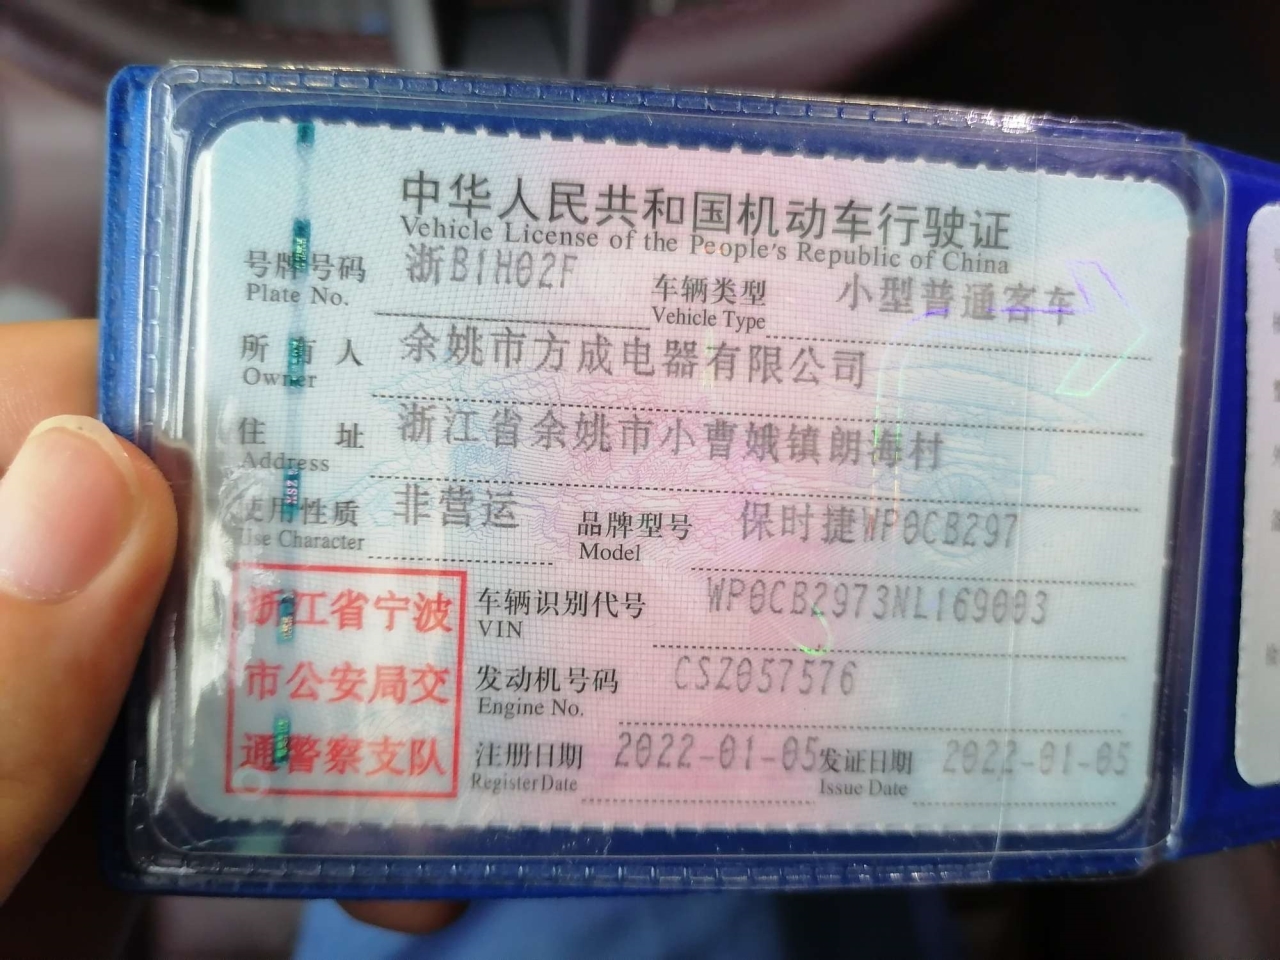 中华人民共和国机动车行驶证
Vehicle License of the People's Republic of China
号牌号码 浙B1H02F 车辆类型 小型普通客车
Plate No. Vehicle Type
所有人 余姚市方成电器有限公司
Owner
住址 浙江省余姚市小曹娥镇朗海村
Address
使用性质 非营运 品牌型号 保时捷WP0CB297
Use Character Model
浙江省宁波 车辆识别代号 WP0CB2973NL169003
VIN
市公安局交 发动机号码 CSZ057576
Engine No.
通警察支队 注册日期 2022-01-05 发证日期 2022-01-05
Register Date Issue Date